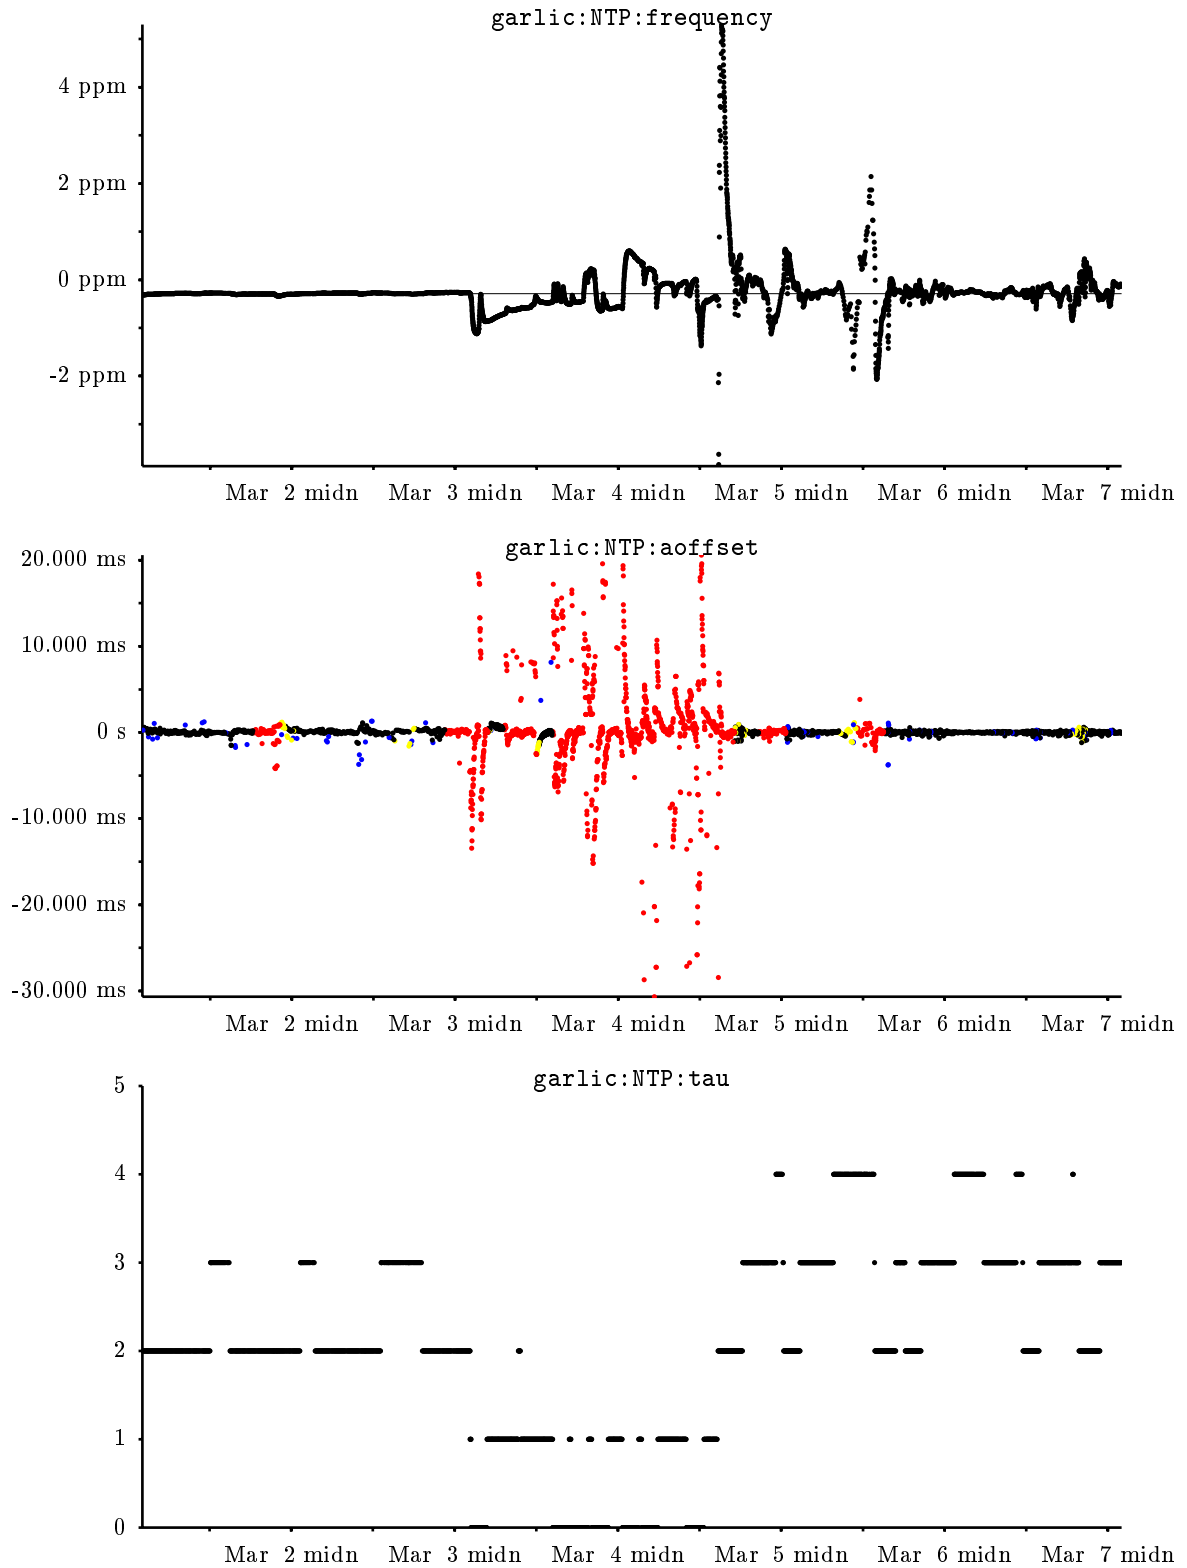 garlic:NTP:frequency
4 ppm
2 ppm
0 ppm
-2 ppm
Mar 2 midn Mar 3 midn Mar 4 midn Mar 5 midn Mar 6 midn Mar 7 midn
garlic:NTP:aoffset
20.000 ms
10.000 ms
0 s
-10.000 ms
-20.000 ms
-30.000 ms
Mar 2 midn Mar 3 midn Mar 4 midn Mar 5 midn Mar 6 midn Mar 7 midn
garlic:NTP:tau
5
4
3
2
1
0
Mar 2 midn Mar 3 midn Mar 4 midn Mar 5 midn Mar 6 midn Mar 7 midn